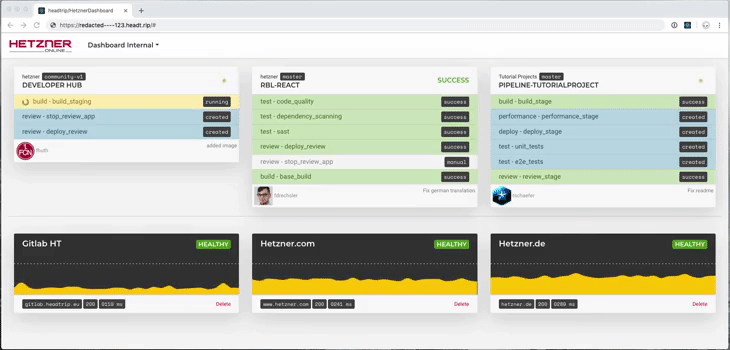 headtrip/HetznerDashboard
https://redacted----123.headt.rip/#
HETZNER
ONLINE
Dashboard Internal
hetzner community-v1
DEVELOPER HUB
build - build_staging running
review - stop_review_app created
review - deploy_review created
added image
hetzner master
RBL-REACT
SUCCESS
test - code_quality success
test - dependency_scanning success
test - sast success
review - deploy_review success
review - stop_review_app manual
build - base_build success
Fix german translation
Tutorial Projects master
PIPELINE-TUTORIALPROJECT
build - build_stage success
performance - performance_stage created
deploy - deploy_stage created
test - unit_tests created
test - e2e_tests created
review - review_stage success
tschaefer
Fix readme
Gitlab HT HEALTHY
gitlab.headtrip.eu 200 0110 ms Delete
Hetzner.com HEALTHY
www.hetzner.com 200 0241 ms Delete
Hetzner.de HEALTHY
hetzner.de 200 0289 ms Delete